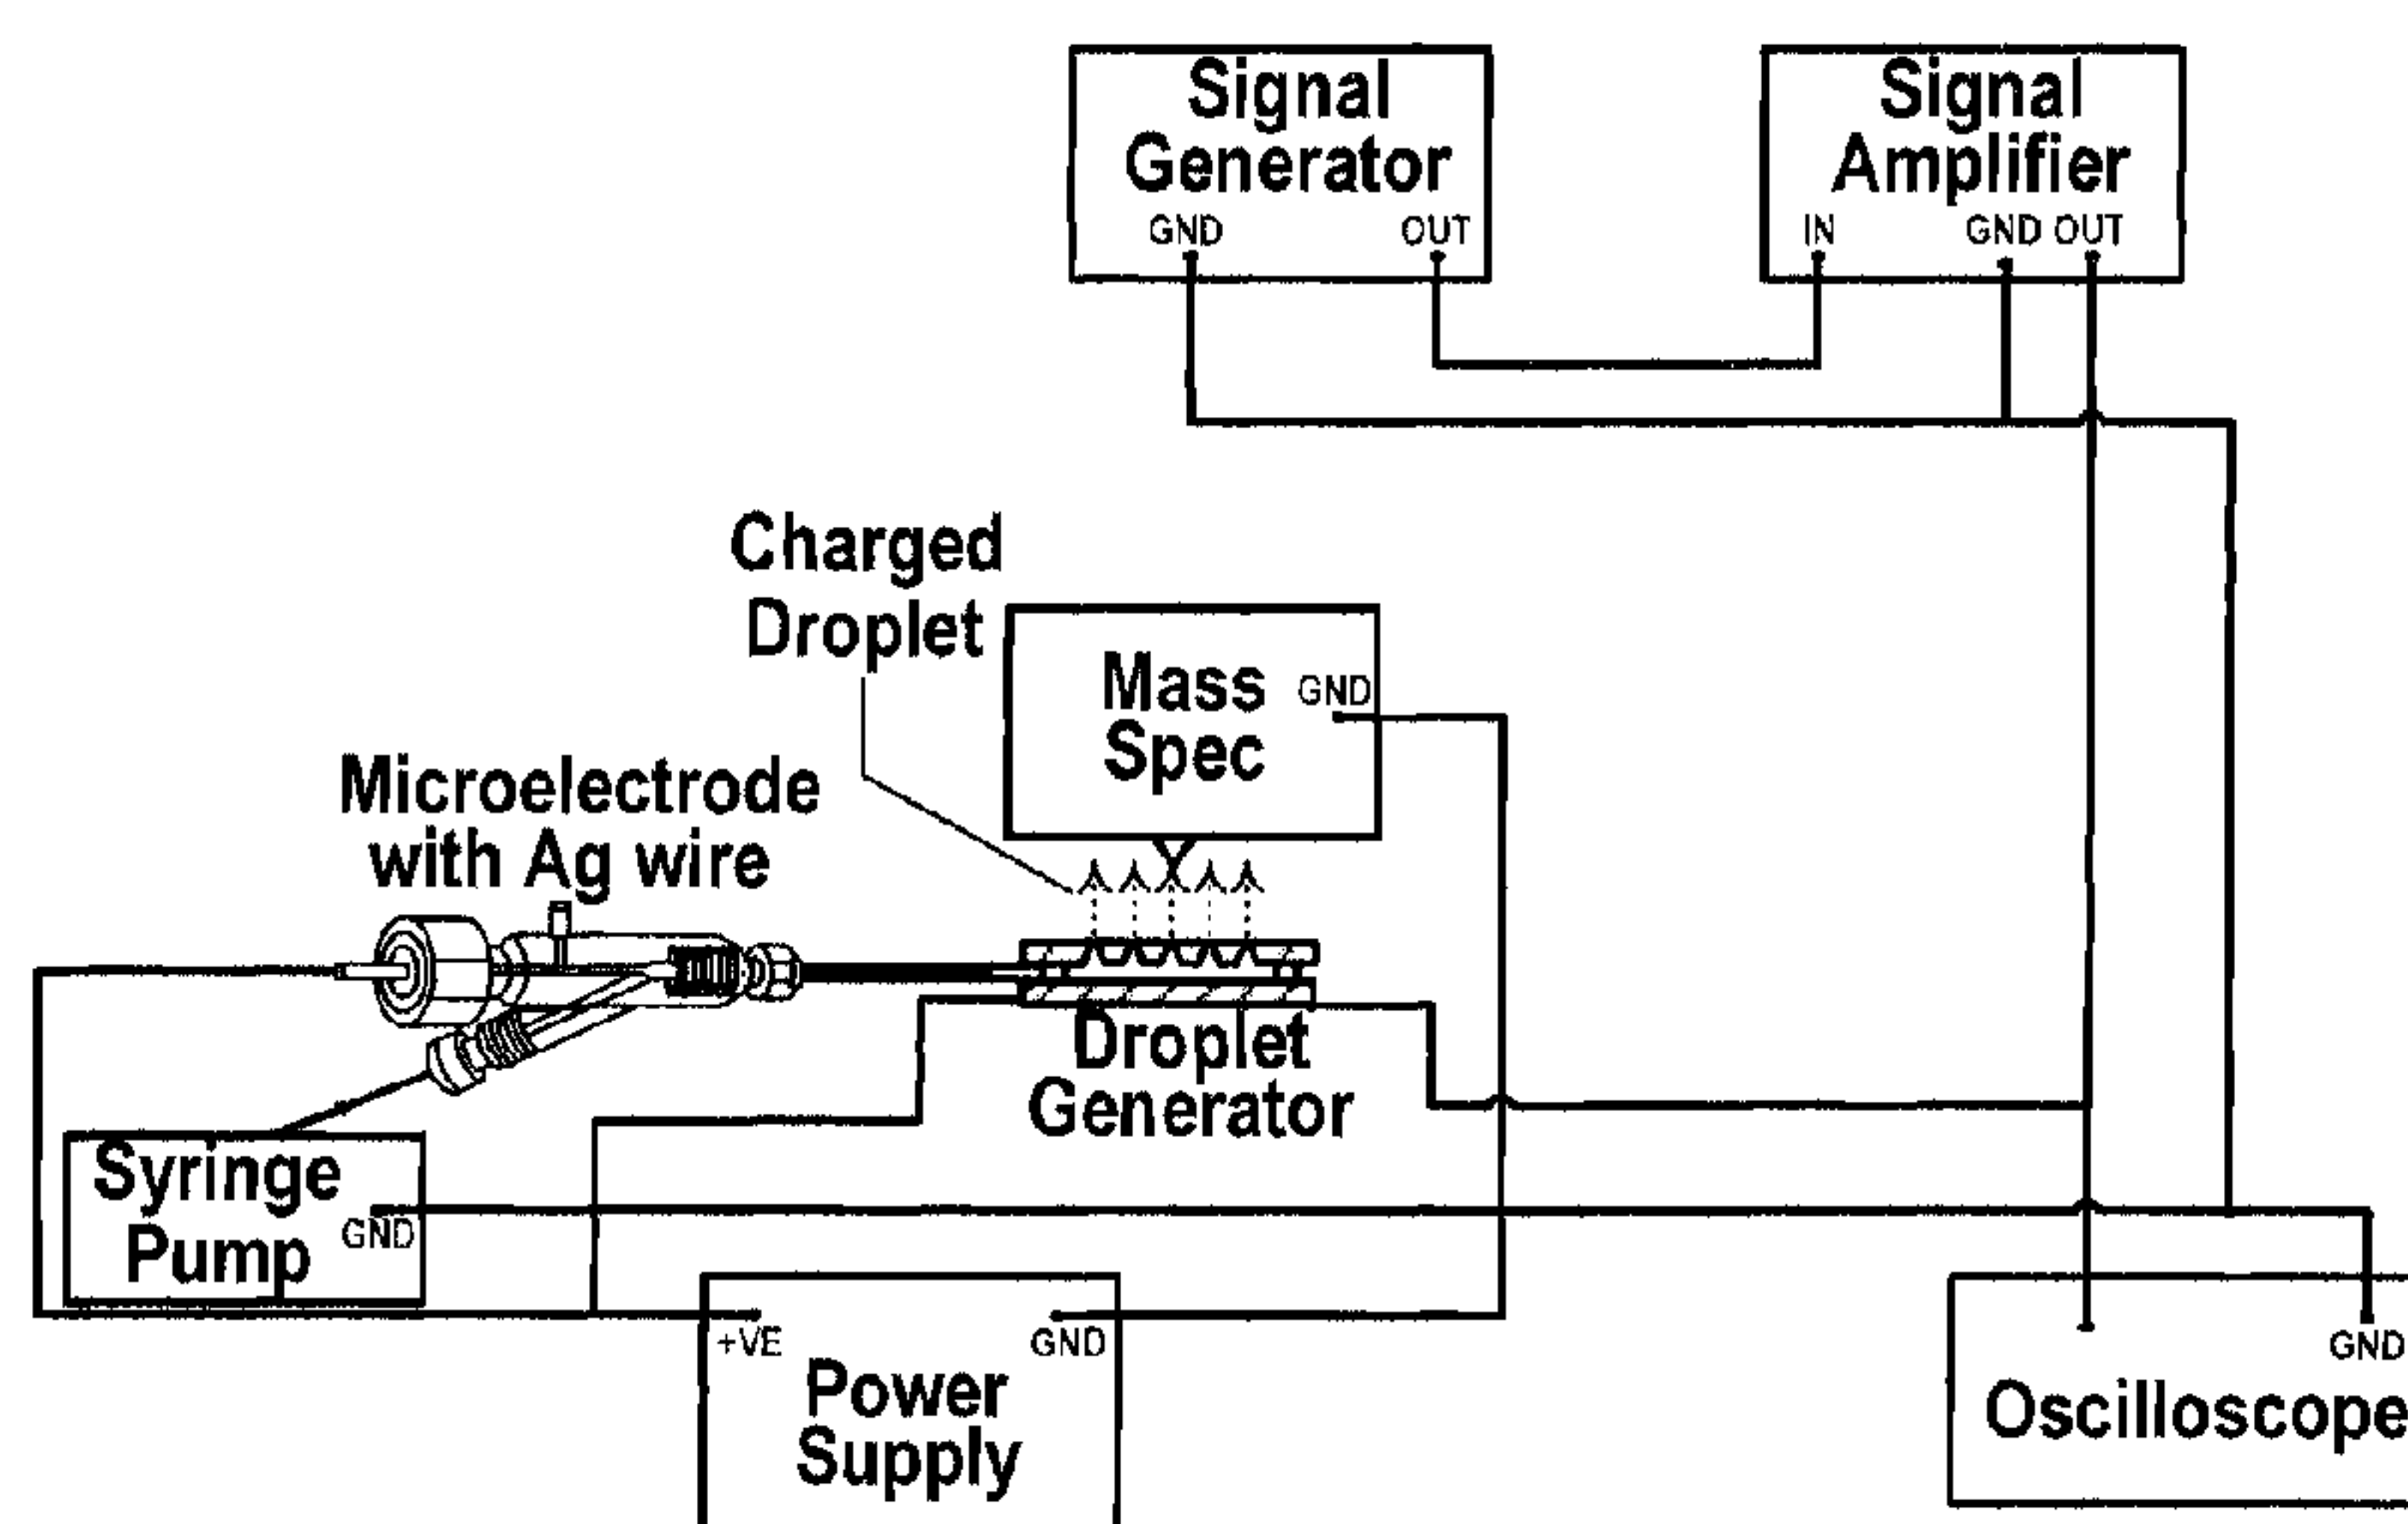 Signal
Generator
GND OUT
Signal
Amplifier
IN GND OUT
Charged
Droplet
Mass
Spec
GND
Microelectrode
with Ag wire
Droplet
Generator
Syringe
Pump
GND
+VE
GND
Power
Supply
GND
Oscilloscope